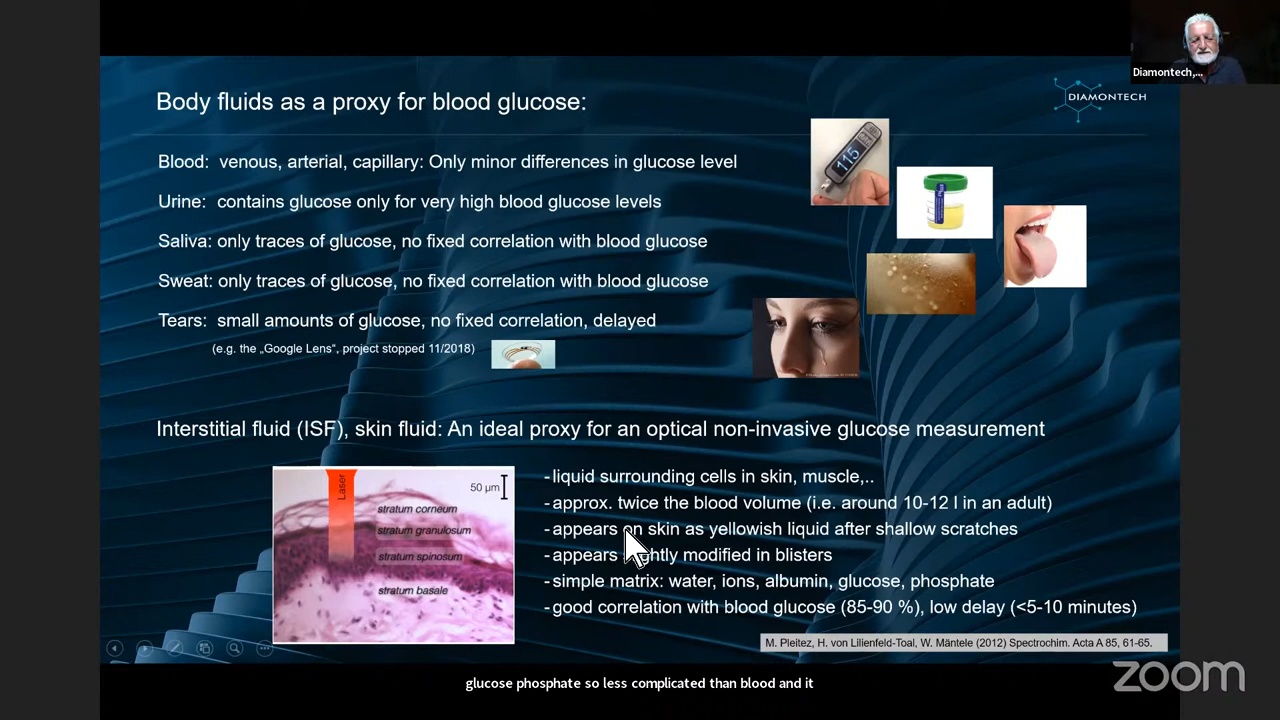 Diamontech,...
Body fluids as a proxy for blood glucose:
DIAMONTECH
Blood: venous, arterial, capillary: Only minor differences in glucose level
115
Urine: contains glucose only for very high blood glucose levels
Saliva: only traces of glucose, no fixed correlation with blood glucose
Sweat: only traces of glucose, no fixed correlation with blood glucose
Tears: small amounts of glucose, no fixed correlation, delayed
(e.g. the „Google Lens“, project stopped 11/2018)
Interstitial fluid (ISF), skin fluid: An ideal proxy for an optical non-invasive glucose measurement
Laser
50 µm
stratum corneum
stratum granulosum
stratum spinosum
stratum basale
-liquid surrounding cells in skin, muscle,..
-approx. twice the blood volume (i.e. around 10-12 l in an adult)
-appears on skin as yellowish liquid after shallow scratches
-appears slightly modified in blisters
-simple matrix: water, ions, albumin, glucose, phosphate
-good correlation with blood glucose (85-90 %), low delay (<5-10 minutes)
M. Pleitez, H. von Lilienfeld-Toal, W. Mäntele (2012) Spectrochim. Acta A 85, 61-65.
glucose phosphate so less complicated than blood and it
zoom